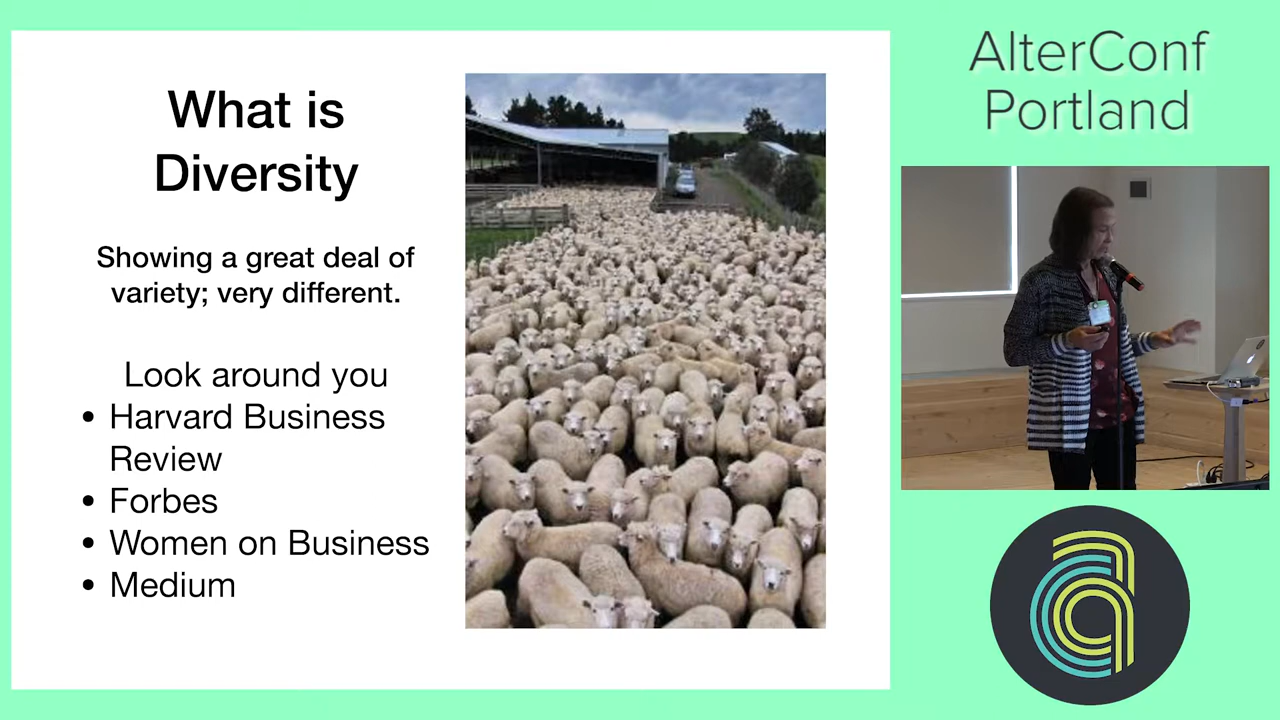 What is
Diversity
Showing a great deal of
variety; very different.
Look around you
• Harvard Business
Review
• Forbes
• Women on Business
• Medium
AlterConf
Portland